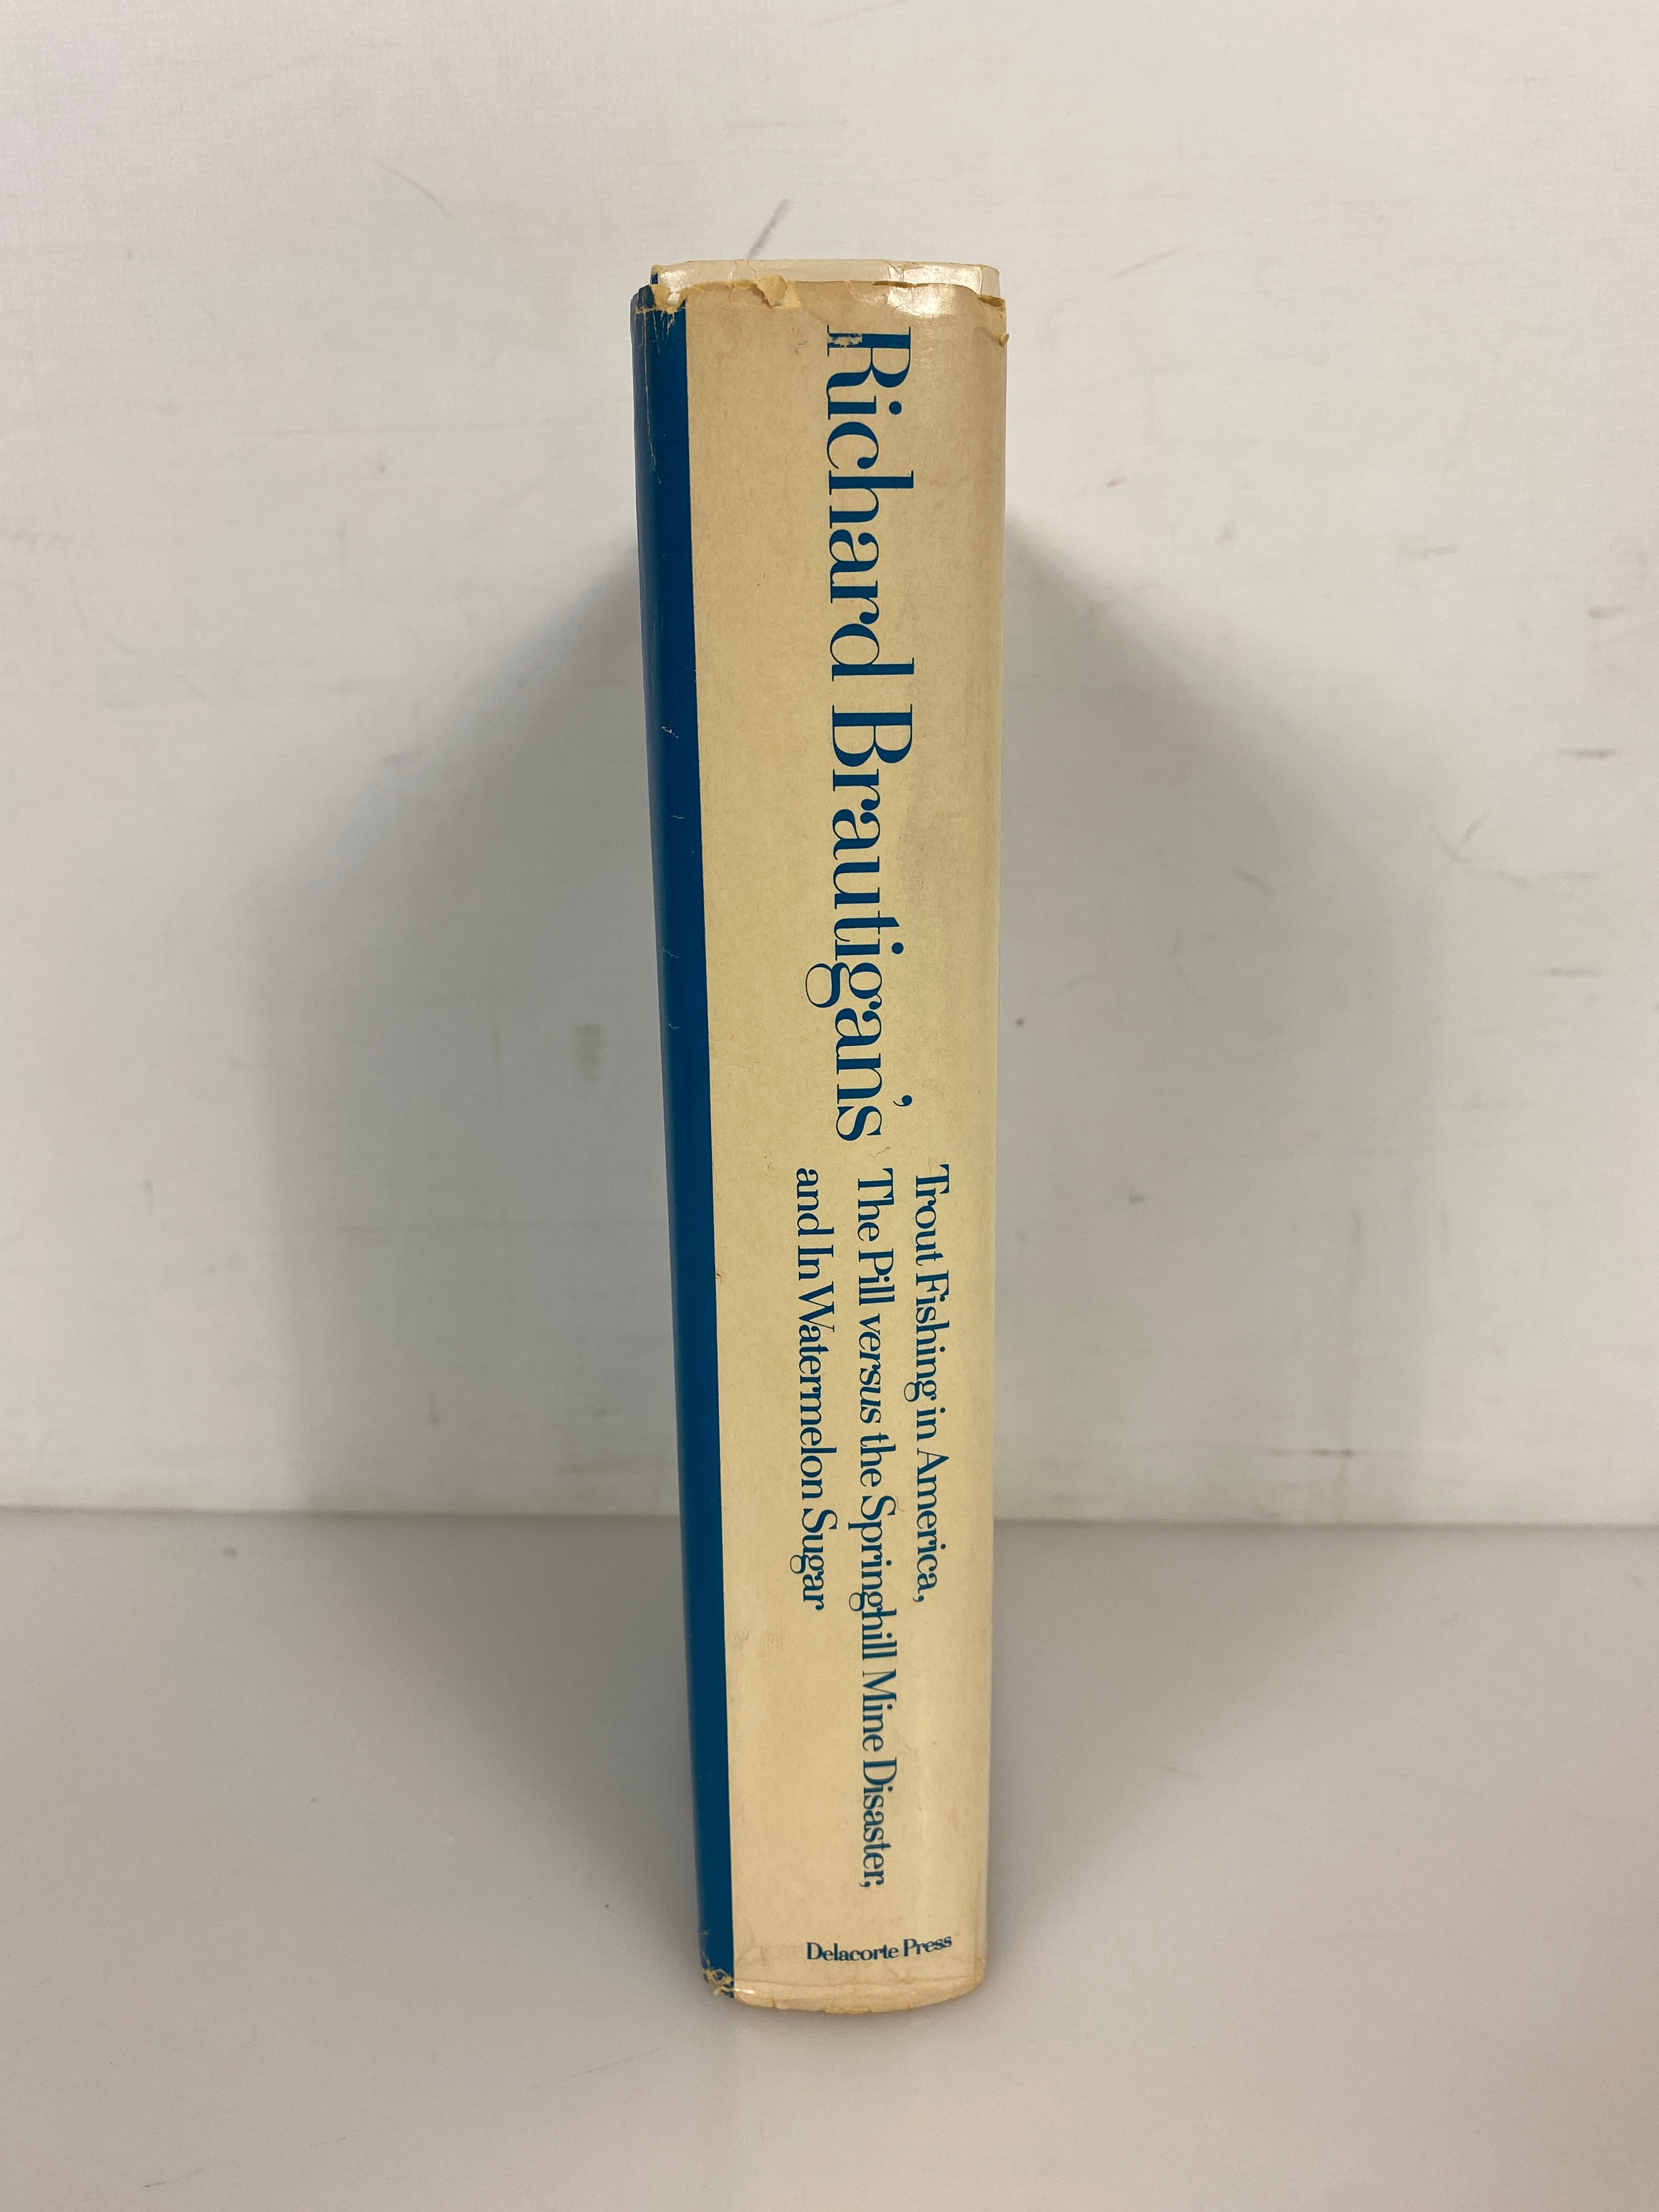 Richard Brautigan's
Trout Fishing in America,
The Pill versus the Springhill Mine Disaster,
and In Watermelon Sugar
Delacorte Press